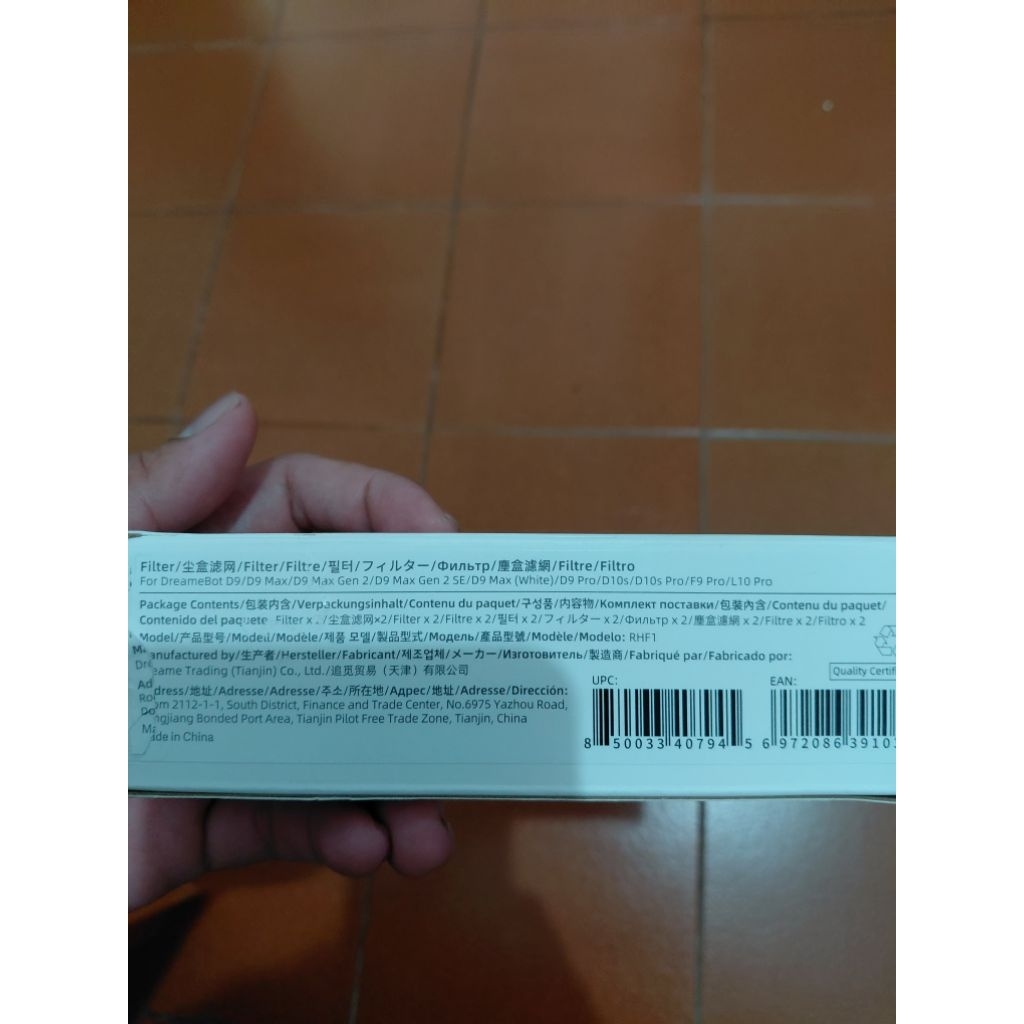 Filter/尘盒滤网/Filter/Filtre/필터/フィルター/Фильтр/塵盒濾網/Filtre/Filtro
For DreameBot D9/D9 Max/D9 Max Gen 2/D9 Max Gen 2 SE/D9 Max (White)/D9 Pro/D10s/D10s Pro/F9 Pro/L10 Pro
Package Contents/包装内含/Verpackungsinhalt/Contenu du paquet/구성품/内容物/Комплект поставки/包裝內含/Contenu du paquet/
Contenido del paquete Filter x /尘盒滤网×2/Filter x 2/Filtre x 2/필터 x 2/フィルター x 2/Фильтр x 2/塵盒濾網 x 2/Filtre x 2/Filtro x 2
Model/产品型号/Modell/Modèle/제품 모델/製品型式/Модель/產品型號/Modèle/Modelo: RHF1
Manufactured by/生产者/Hersteller/Fabricant/제조업체/メーカー/Изготовитель/製造商/Fabriqué par/Fabricado por:
Dreame Trading (Tianjin) Co., Ltd./追觅贸易（天津）有限公司
Address/地址/Adresse/Adresse/주소/所在地/Адрес/地址/Adresse/Dirección:
Room 2112-1-1, South District, Finance and Trade Center, No.6975 Yazhou Road,
Dongjiang Bonded Port Area, Tianjin Pilot Free Trade Zone, Tianjin, China
Made in China
UPC:
8 50033 40794 5
EAN:
6 972086 39103
Quality Certifi